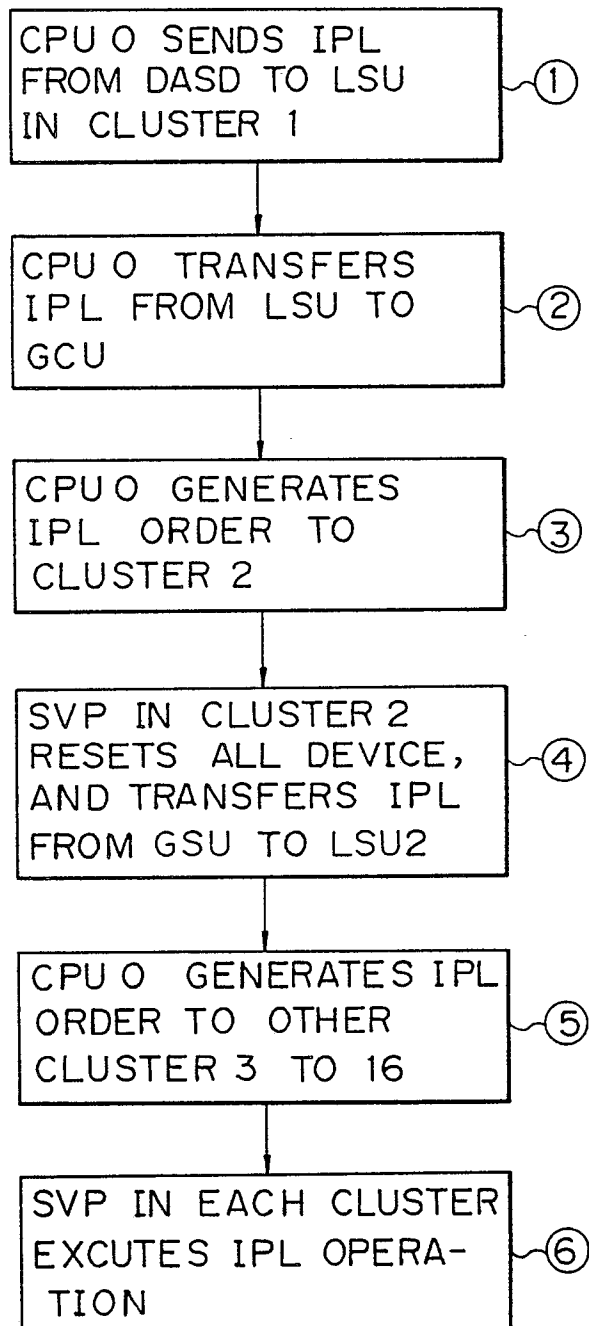 CPU 0 SENDS IPL
FROM DASD TO LSU
IN CLUSTER 1
①
CPU 0 TRANSFERS
IPL FROM LSU TO
GCU
②
CPU 0 GENERATES
IPL ORDER TO
CLUSTER 2
③
SVP IN CLUSTER 2
RESETS ALL DEVICE,
AND TRANSFERS IPL
FROM GSU TO LSU2
④
CPU 0 GENERATES IPL
ORDER TO OTHER
CLUSTER 3 TO 16
⑤
SVP IN EACH CLUSTER
EXCUTES IPL OPERA-
TION
⑥